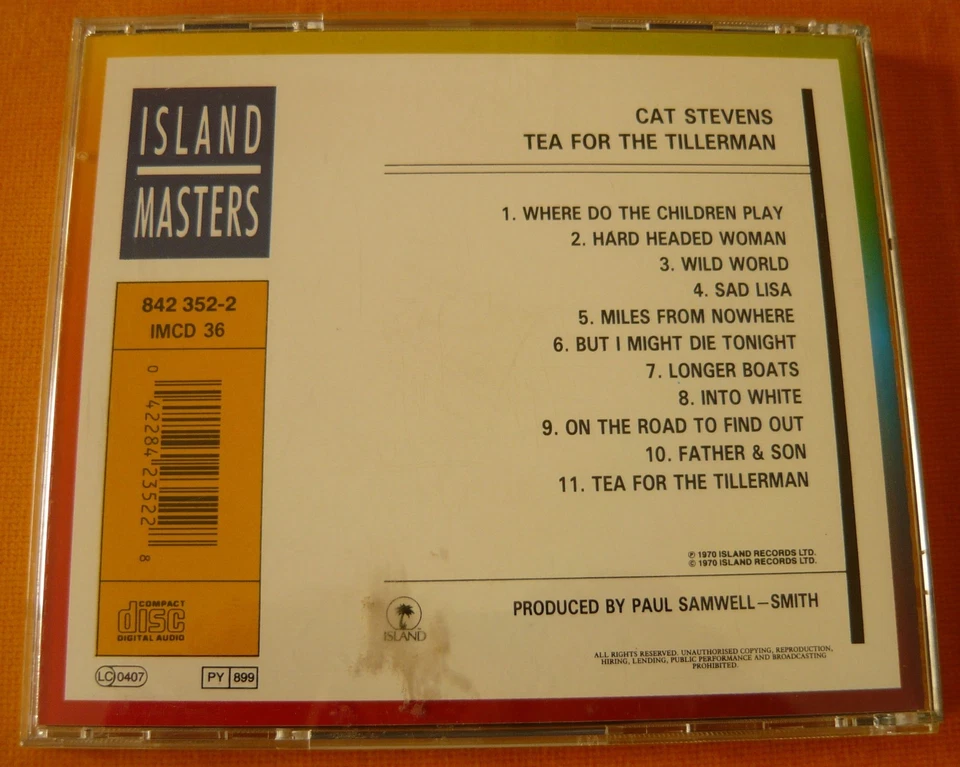 ISLAND
MASTERS
842 352-2
IMCD 36
0 42284 23522 8
COMPACT
disc
DIGITAL AUDIO
LC 0407
PY 899
CAT STEVENS
TEA FOR THE TILLERMAN
1. WHERE DO THE CHILDREN PLAY
2. HARD HEADED WOMAN
3. WILD WORLD
4. SAD LISA
5. MILES FROM NOWHERE
6. BUT I MIGHT DIE TONIGHT
7. LONGER BOATS
8. INTO WHITE
9. ON THE ROAD TO FIND OUT
10. FATHER & SON
11. TEA FOR THE TILLERMAN
℗ 1970 ISLAND RECORDS LTD.
© 1970 ISLAND RECORDS LTD.
ISLAND
PRODUCED BY PAUL SAMWELL–SMITH
ALL RIGHTS RESERVED. UNAUTHORISED COPYING, REPRODUCTION,
HIRING, LENDING, PUBLIC PERFORMANCE AND BROADCASTING
PROHIBITED.